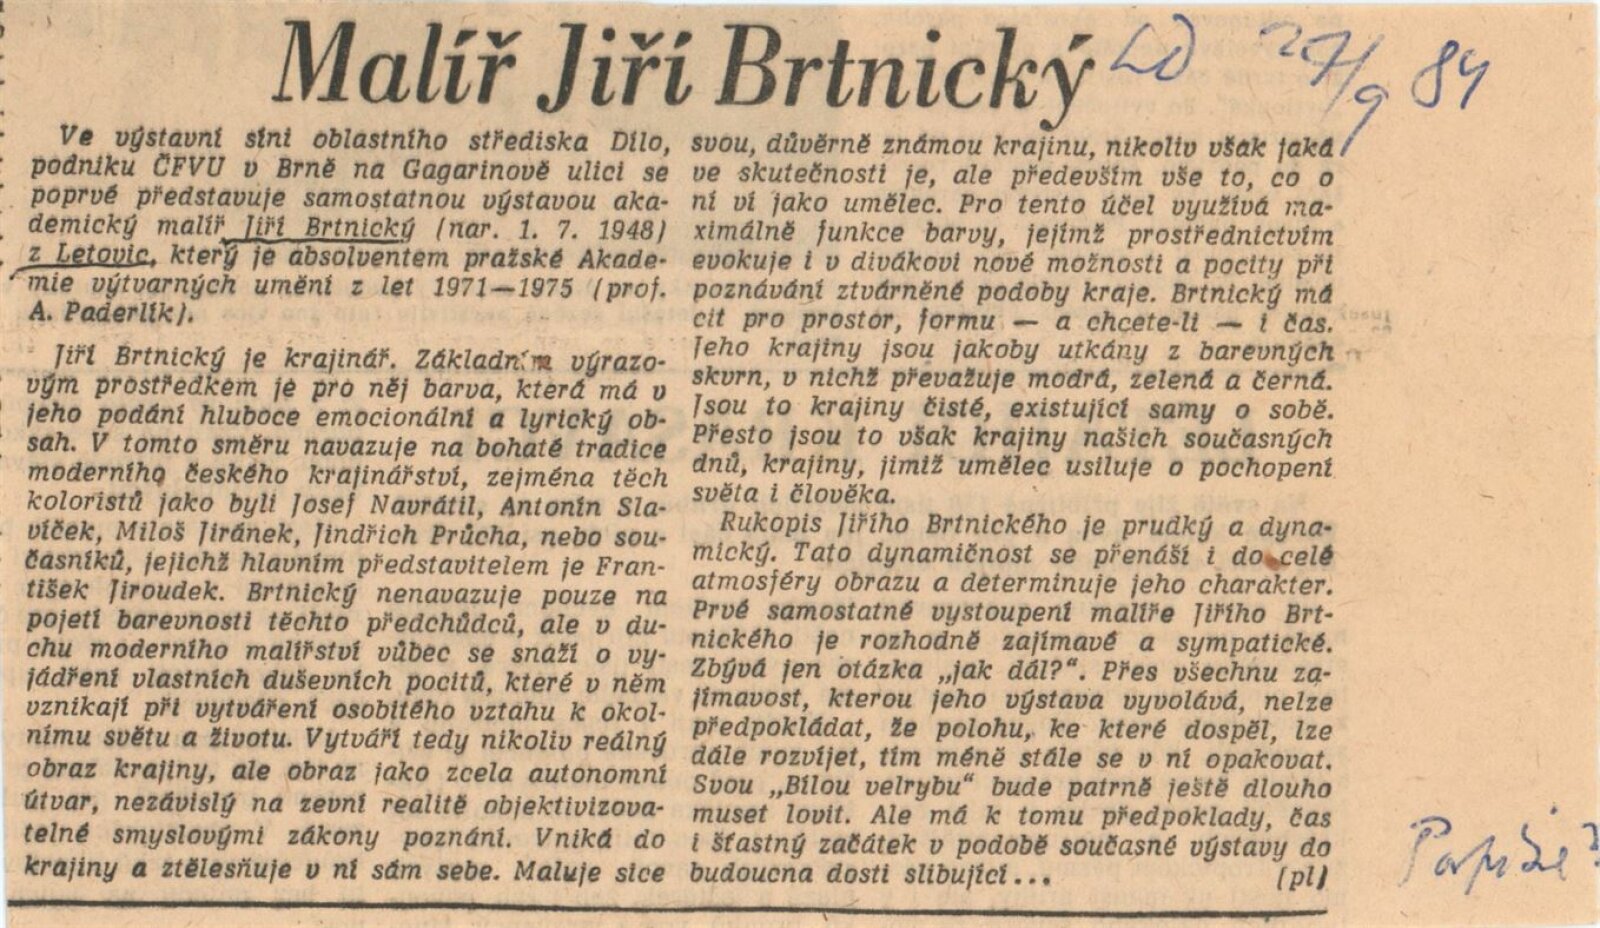 Malíř Jiří Brtnický
LD 27/9 84
Ve výstavní síni oblastního střediska Dílo,
podniku ČFVU v Brně na Gagarinově ulici se
poprvé představuje samostatnou výstavou aka-
demický malíř Jiří Brtnický (nar. 1. 7. 1948)
z Letovic, který je absolventem pražské Akade-
mie výtvarných umění z let 1971—1975 (prof.
A. Paderlík).
Jiří Brtnický je krajinář. Základním výrazo-
vým prostředkem je pro něj barva, která má v
jeho podání hluboce emocionální a lyrický ob-
sah. V tomto směru navazuje na bohaté tradice
moderního českého krajinářství, zejména těch
koloristů jako byli Josef Navrátil, Antonín Sla-
víček, Miloš Jiránek, Jindřich Průcha, nebo sou-
časníků, jejichž hlavním představitelem je Fran-
tišek Jiroudek. Brtnický nenavazuje pouze na
pojetí barevnosti těchto předchůdců, ale v du-
chu moderního malířství vůbec se snaží o vy-
jádření vlastních duševních pocitů, které v něm
vznikají při vytváření osobitého vztahu k okol-
nímu světu a životu. Vytváří tedy nikoliv reálný
obraz krajiny, ale obraz jako zcela autonomní
útvar, nezávislý na zevní realitě objektivizova-
telné smyslovými zákony poznání. Vniká do
krajiny a ztělesňuje v ní sám sebe. Maluje sice
svou, důvěrně známou krajinu, nikoliv však jaká
ve skutečnosti je, ale především vše to, co o
ní ví jako umělec. Pro tento účel využívá ma-
ximálně funkce barvy, jejímž prostřednictvím
evokuje i v divákovi nové možnosti a pocity při
poznávání ztvárněné podoby kraje. Brtnický má
cit pro prostor, formu — a chcete-li — i čas.
Jeho krajiny jsou jakoby utkány z barevných
skvrn, v nichž převažuje modrá, zelená a černá.
Jsou to krajiny čisté, existující samy o sobě.
Přesto jsou to však krajiny našich současných
dnů, krajiny, jimiž umělec usiluje o pochopení
světa i člověka.
Rukopis Jiřího Brtnického je prudký a dyna-
mický. Tato dynamičnost se přenáší i do celé
atmosféry obrazu a determinuje jeho charakter.
Prvé samostatné vystoupení malíře Jiřího Brt-
nického je rozhodně zajímavé a sympatické.
Zbývá jen otázka „jak dál?“. Přes všechnu za-
jímavost, kterou jeho výstava vyvolává, nelze
předpokládat, že polohu, ke které dospěl, lze
dále rozvíjet, tím méně stále se v ní opakovat.
Svou „Bílou velrybu“ bude patrně ještě dlouho
muset lovit. Ale má k tomu předpoklady, čas
i šťastný začátek v podobě současné výstavy do
budoucna dosti slibující...
(pl)